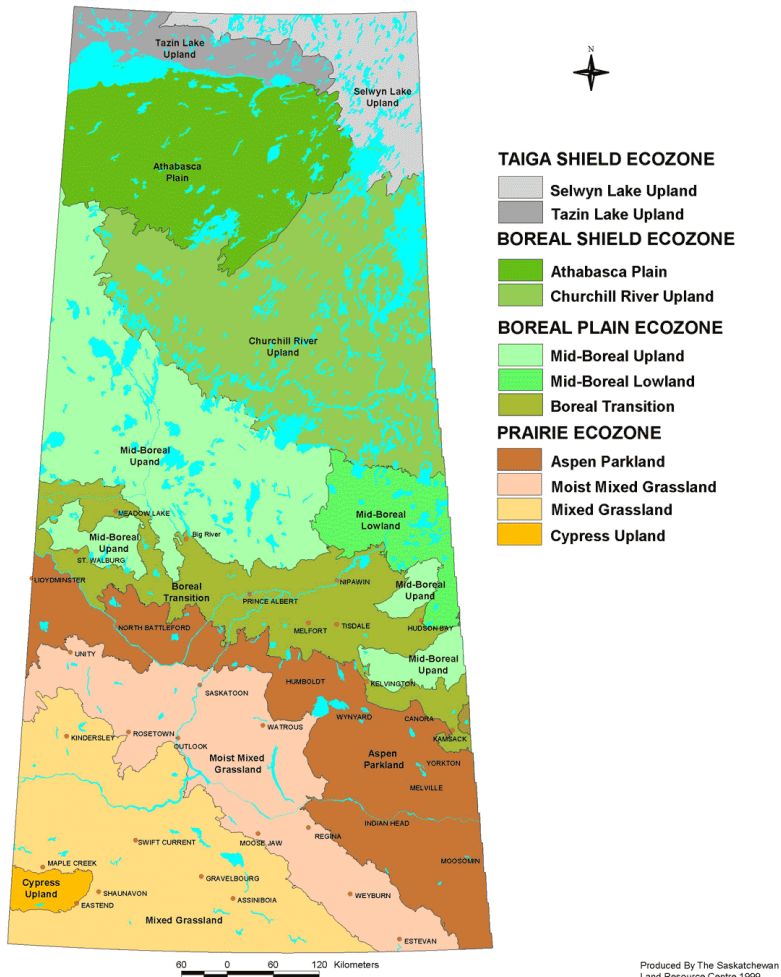 Tazin Lake
Upland
Selwyn Lake
Upland
Athabasca
Plain
Churchill River
Upland
Mid-Boreal
Upand
Mid-Boreal
Lowland
MEADOW LAKE
Big River
Mid-Boreal
Upand
ST. WALBURG
Boreal
Transition
LlOYDMINSTER
NIPAWIN
Mid-Boreal
Upand
PRINCE ALBERT
NORTH BATTLEFORD
MELFORT
TISDALE
HUDSON BAY
UNITY
Mid-Boreal
Upand
HUMBOLDT
KELVINGTON
SASKATOON
WYNYARD
CANORA
KINDERSLEY
ROSETOWN
WATROUS
KAMSACK
OUTLOOK
Moist Mixed
Grassland
Aspen
Parkland
YORKTON
MELVILLE
INDIAN HEAD
SWIFT CURRENT
MOOSE JAW
REGINA
MOOSOMIN
MAPLE CREEK
Cypress
Upland
SHAUNAVON
EASTEND
GRAVELBOURG
ASSINIBOIA
WEYBURN
Mixed Grassland
ESTEVAN
N
TAIGA SHIELD ECOZONE
Selwyn Lake Upland
Tazin Lake Upland
BOREAL SHIELD ECOZONE
Athabasca Plain
Churchill River Upland
BOREAL PLAIN ECOZONE
Mid-Boreal Upland
Mid-Boreal Lowland
Boreal Transition
PRAIRIE ECOZONE
Aspen Parkland
Moist Mixed Grassland
Mixed Grassland
Cypress Upland
60 0 60 120 Kilometers
Produced By The Saskatchewan
Land Resource Centre 1999